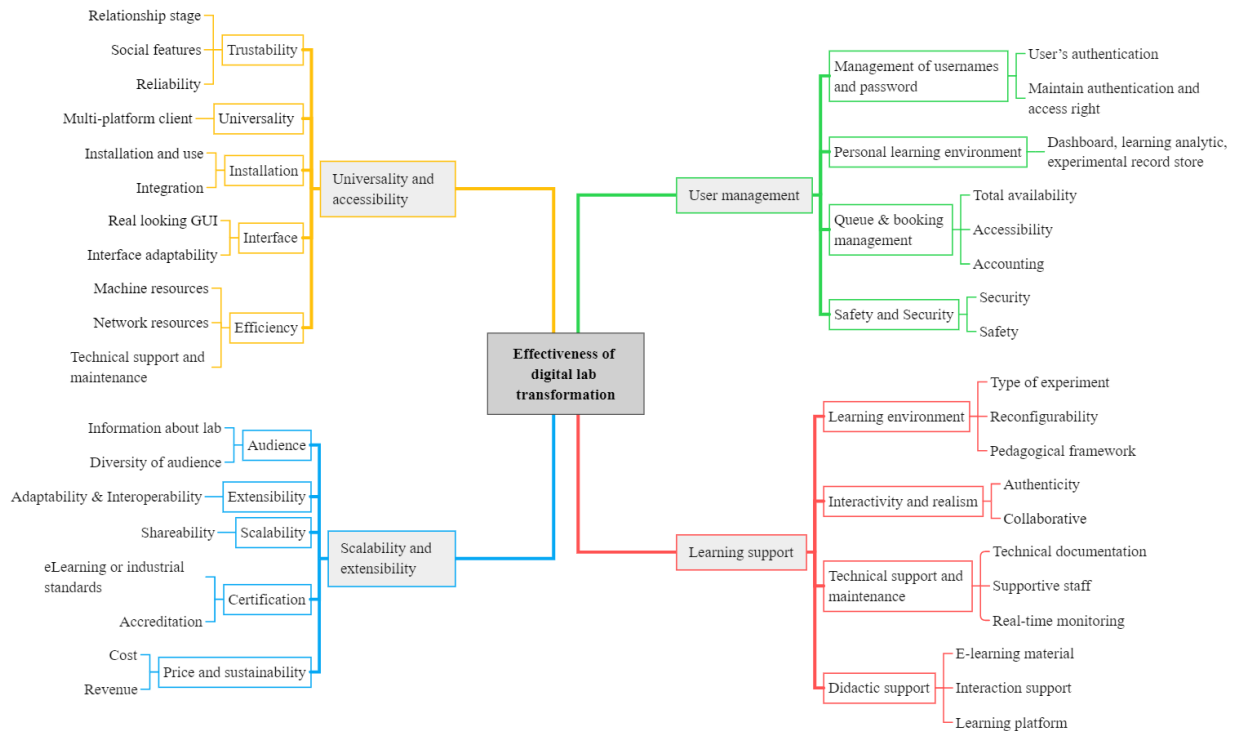 Relationship stage
Social features
Reliability
Trustability
Multi-platform client
Universality
Installation and use
Integration
Installation
Real looking GUI
Interface adaptability
Interface
Machine resources
Network resources
Technical support and
maintenance
Efficiency
Universality and
accessibility
Management of usernames
and password
User’s authentication
Maintain authentication and
access right
Personal learning environment
Dashboard, learning analytic,
experimental record store
User management
Queue & booking
management
Total availability
Accessibility
Accounting
Safety and Security
Security
Safety
Effectiveness of
digital lab
transformation
Information about lab
Diversity of audience
Audience
Adaptability & Interoperability
Extensibility
Shareability
Scalability
eLearning or industrial
standards
Accreditation
Certification
Cost
Revenue
Price and sustainability
Scalability and
extensibility
Learning environment
Type of experiment
Reconfigurability
Pedagogical framework
Interactivity and realism
Authenticity
Collaborative
Learning support
Technical support and
maintenance
Technical documentation
Supportive staff
Real-time monitoring
Didactic support
E-learning material
Interaction support
Learning platform